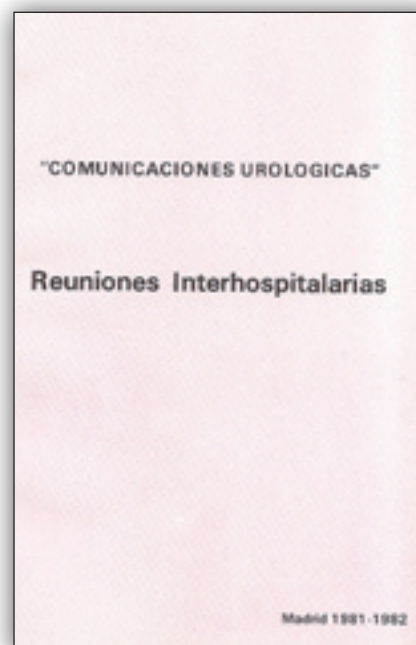 "COMUNICACIONES UROLOGICAS"
Reuniones Interhospitalarias
Madrid 1981-1982